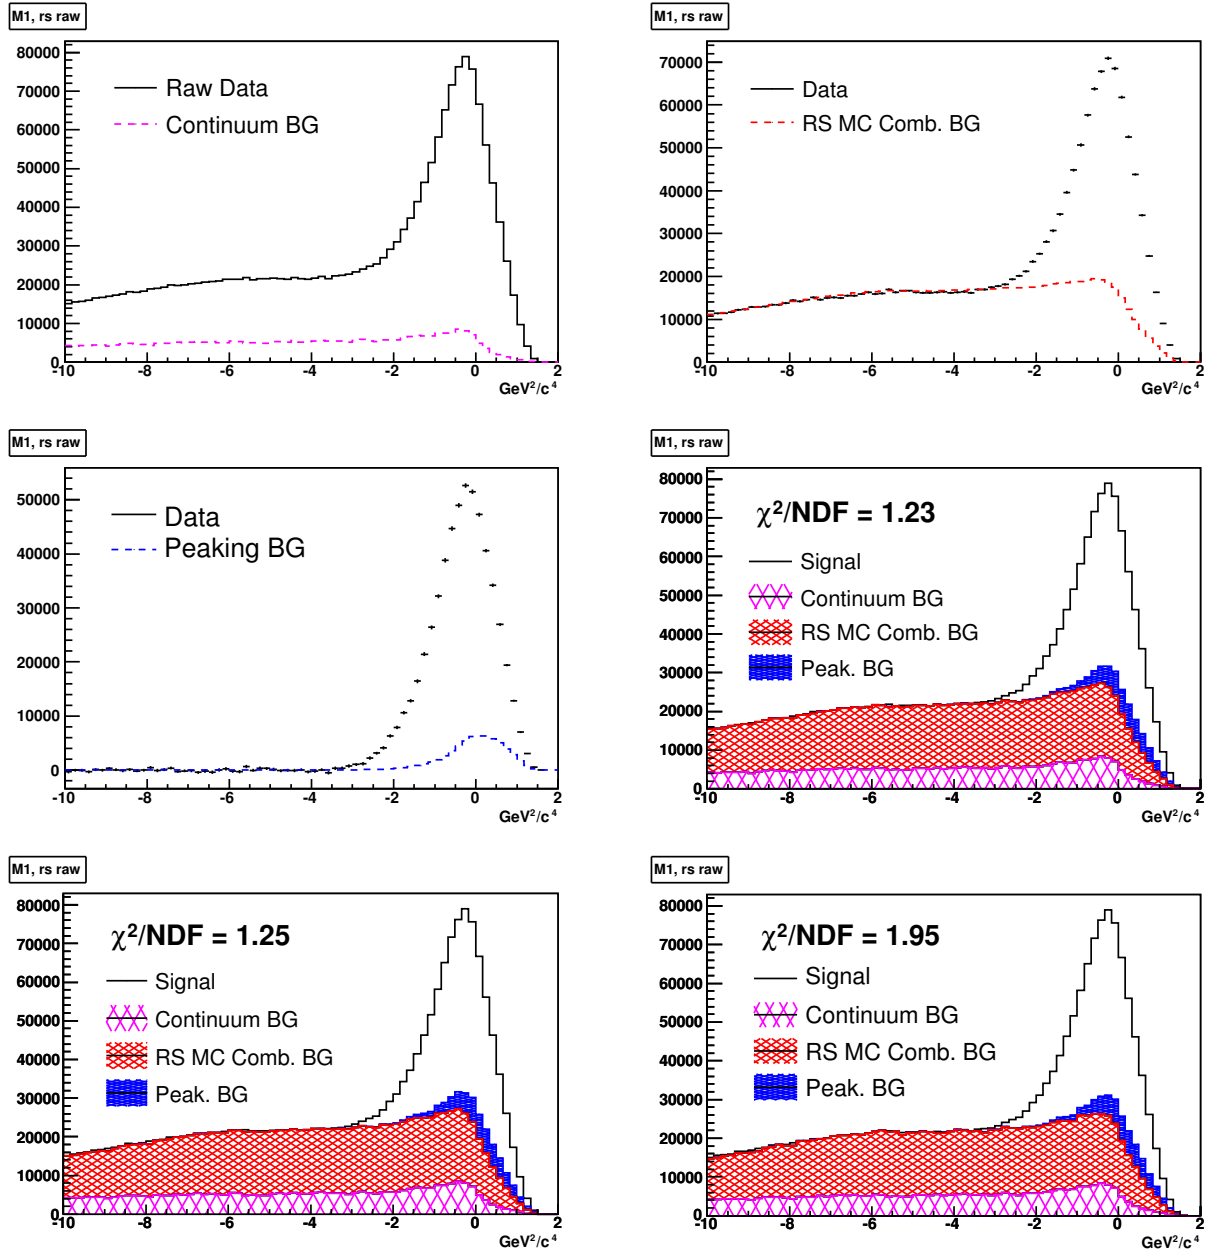 M1, rs raw
80000
70000
60000
50000
40000
30000
20000
10000
0
Raw Data
Continuum BG
-10 -8 -6 -4 -2 0 2
GeV²/c⁴
M1, rs raw
70000
60000
50000
40000
30000
20000
10000
0
Data
RS MC Comb. BG
-10 -8 -6 -4 -2 0 2
GeV²/c⁴
M1, rs raw
50000
40000
30000
20000
10000
0
Data
Peaking BG
-10 -8 -6 -4 -2 0 2
GeV²/c⁴
M1, rs raw
80000
70000
60000
50000
40000
30000
20000
10000
0
χ²/NDF = 1.23
Signal
Continuum BG
RS MC Comb. BG
Peak. BG
-10 -8 -6 -4 -2 0 2
GeV²/c⁴
M1, rs raw
80000
70000
60000
50000
40000
30000
20000
10000
0
χ²/NDF = 1.25
Signal
Continuum BG
RS MC Comb. BG
Peak. BG
-10 -8 -6 -4 -2 0 2
GeV²/c⁴
M1, rs raw
80000
70000
60000
50000
40000
30000
20000
10000
0
χ²/NDF = 1.95
Signal
Continuum BG
RS MC Comb. BG
Peak. BG
-10 -8 -6 -4 -2 0 2
GeV²/c⁴